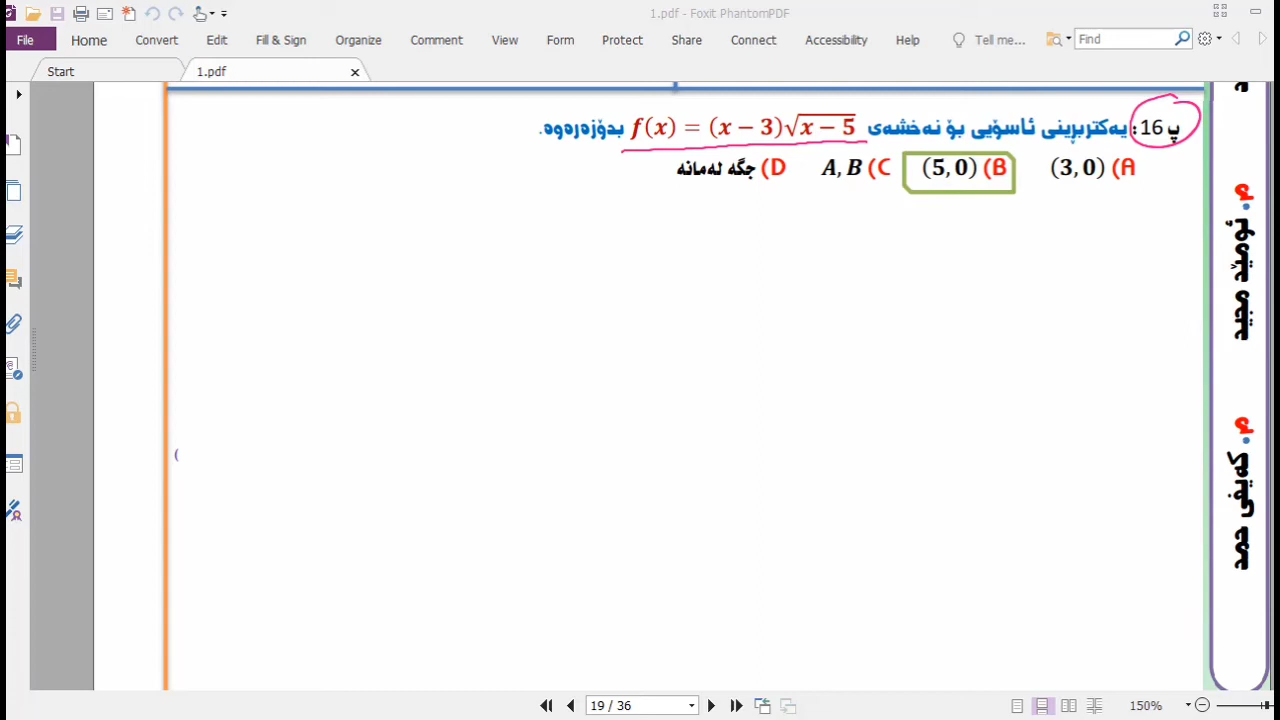 1.pdf - Foxit PhantomPDF
File Home Convert Edit Fill & Sign Organize Comment View Form Protect Share Connect Accessibility Help Tell me... Find
Start 1.pdf
پ16: یەکتربڕینی ئاسۆیی بۆ نەخشەی f(x) = (x − 3)√(x − 5) بدۆزەرەوە.
A) (3, 0) B) (5, 0) C) A, B D) جگە لەمانە
م. ئومێد مجید
م. کەیفی حمد
(
19 / 36 150%